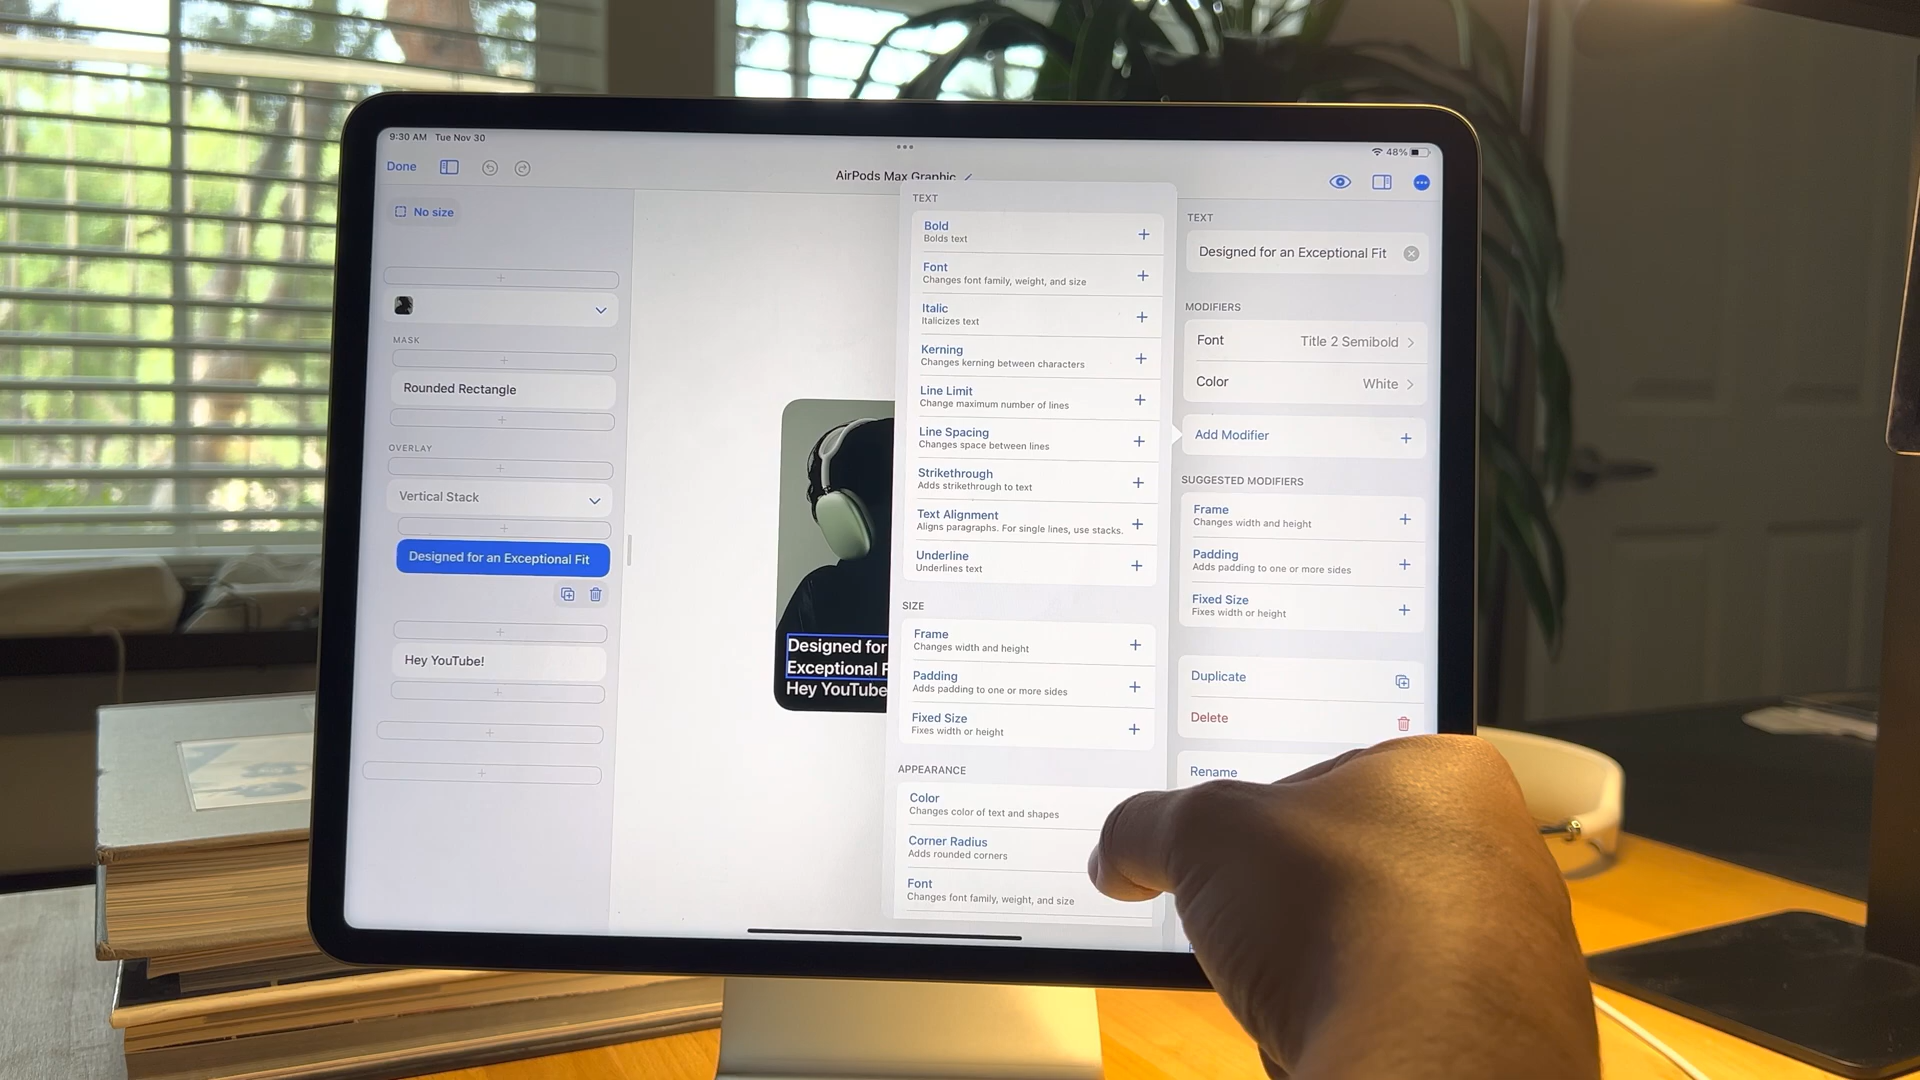 9:30 AM Tue Nov 30
48%
Done
AirPods Max Graphic
No size
MASK
Rounded Rectangle
OVERLAY
Vertical Stack
Designed for an Exceptional Fit
Hey YouTube!
Designed for
Exceptional F
Hey YouTube
TEXT
Bold
Bolds text
Font
Changes font family, weight, and size
Italic
Italicizes text
Kerning
Changes kerning between characters
Line Limit
Change maximum number of lines
Line Spacing
Changes space between lines
Strikethrough
Adds strikethrough to text
Text Alignment
Aligns paragraphs. For single lines, use stacks.
Underline
Underlines text
SIZE
Frame
Changes width and height
Padding
Adds padding to one or more sides
Fixed Size
Fixes width or height
APPEARANCE
Color
Changes color of text and shapes
Corner Radius
Adds rounded corners
Font
Changes font family, weight, and size
TEXT
Designed for an Exceptional Fit
MODIFIERS
Font Title 2 Semibold
Color White
Add Modifier
SUGGESTED MODIFIERS
Frame
Changes width and height
Padding
Adds padding to one or more sides
Fixed Size
Fixes width or height
Duplicate
Delete
Rename